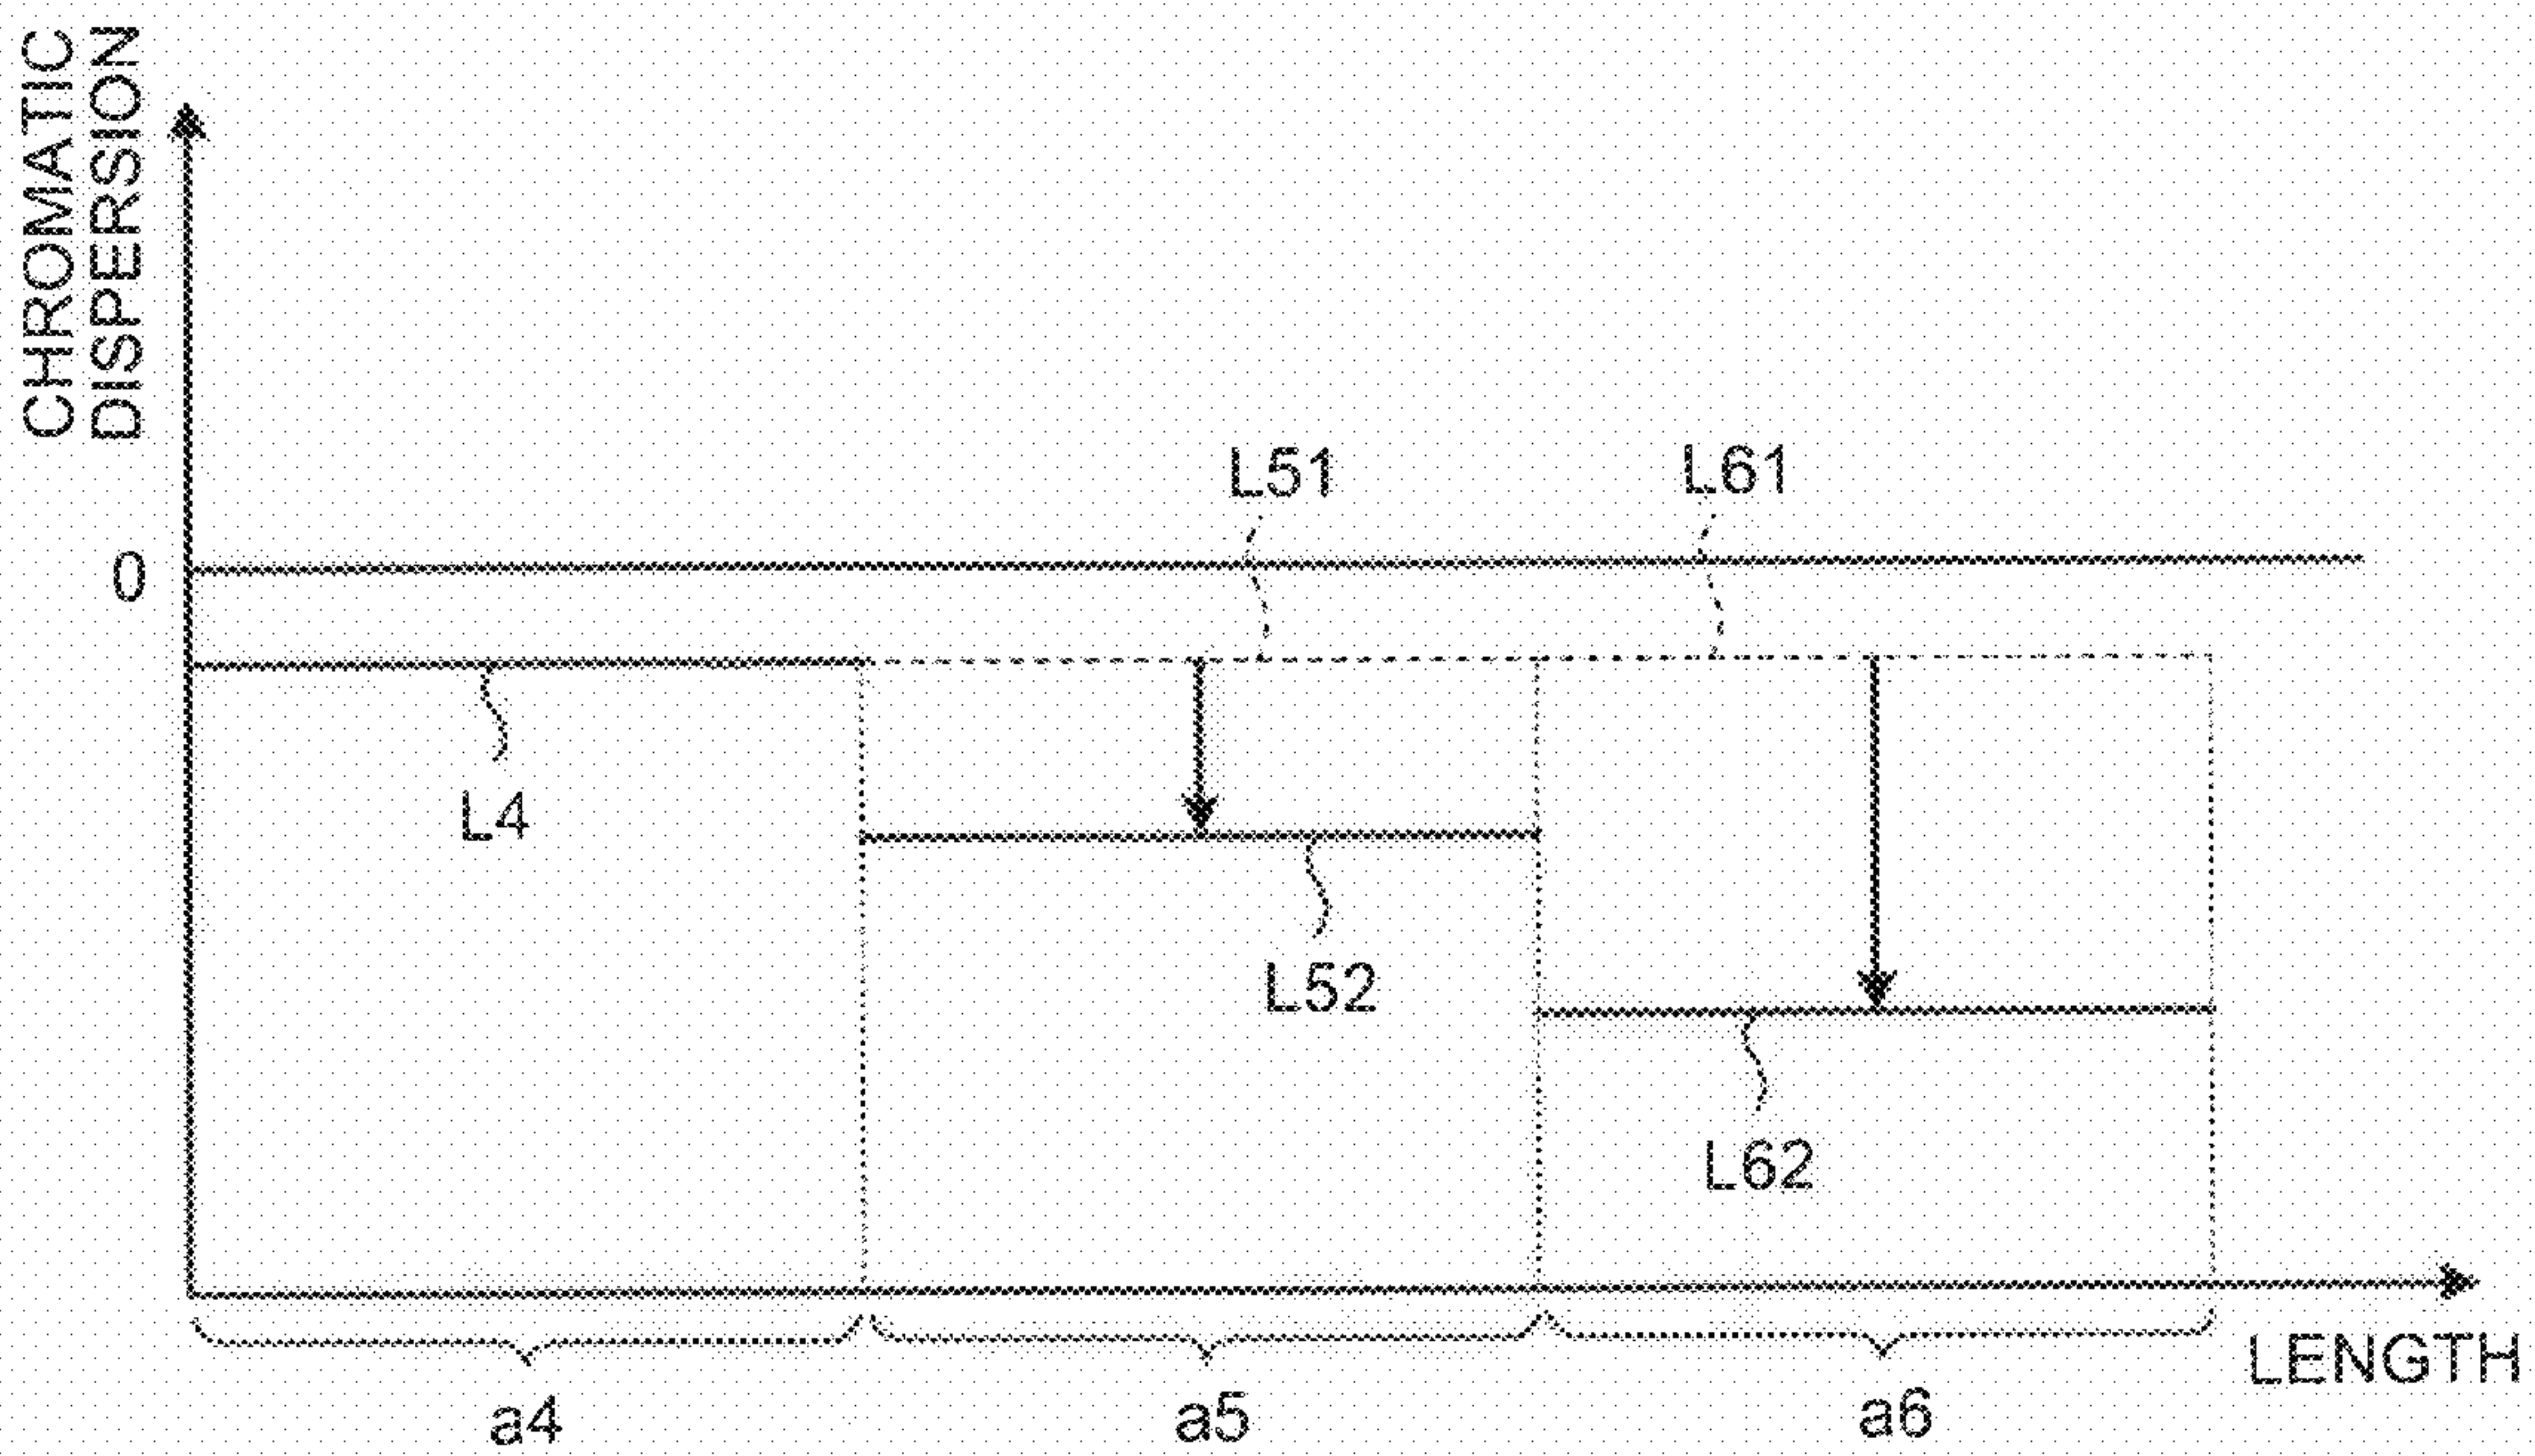 CHROMATIC
DISPERSION
L51
L61
0
L4
L52
L62
LENGTH
a4
a5
a6